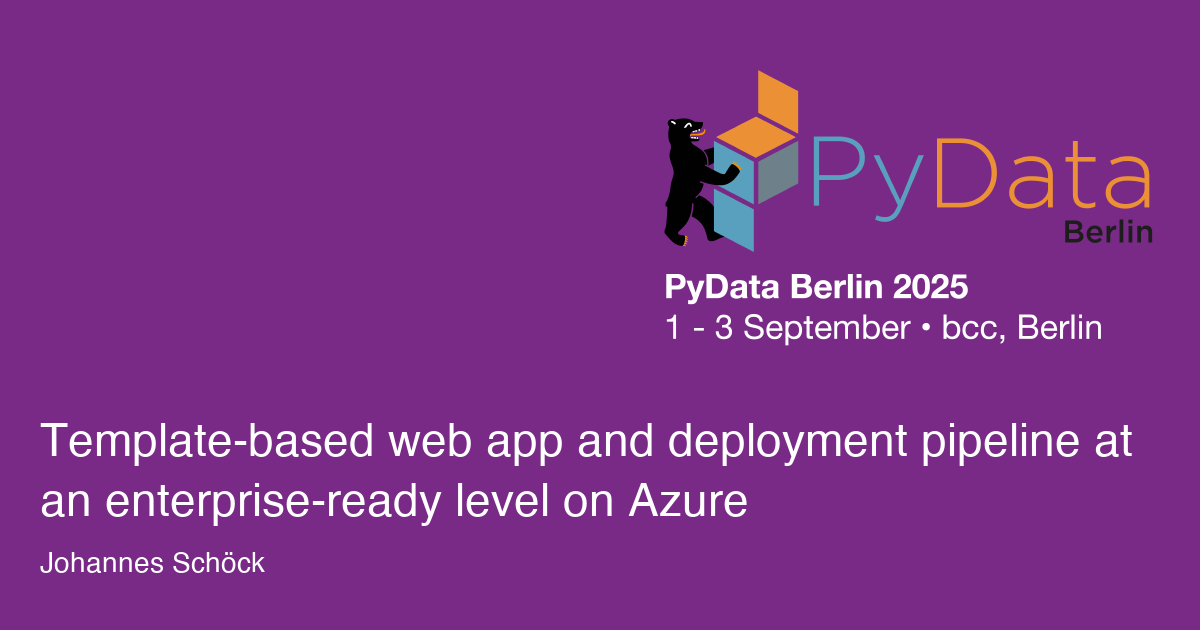 PyData
Berlin
PyData Berlin 2025
1 - 3 September • bcc, Berlin
Template-based web app and deployment pipeline at
an enterprise-ready level on Azure
Johannes Schöck